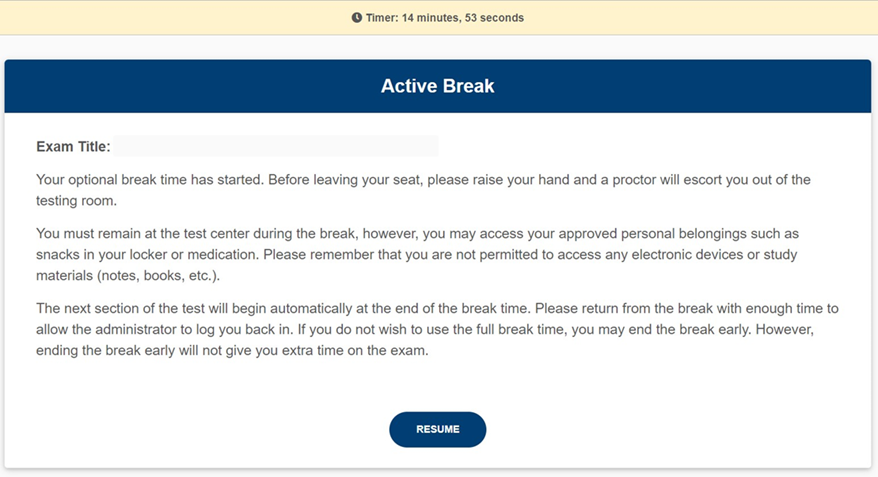 Timer: 14 minutes, 53 seconds
Active Break
Exam Title:
Your optional break time has started. Before leaving your seat, please raise your hand and a proctor will escort you out of the
testing room.
You must remain at the test center during the break, however, you may access your approved personal belongings such as
snacks in your locker or medication. Please remember that you are not permitted to access any electronic devices or study
materials (notes, books, etc.).
The next section of the test will begin automatically at the end of the break time. Please return from the break with enough time to
allow the administrator to log you back in. If you do not wish to use the full break time, you may end the break early. However,
ending the break early will not give you extra time on the exam.
RESUME